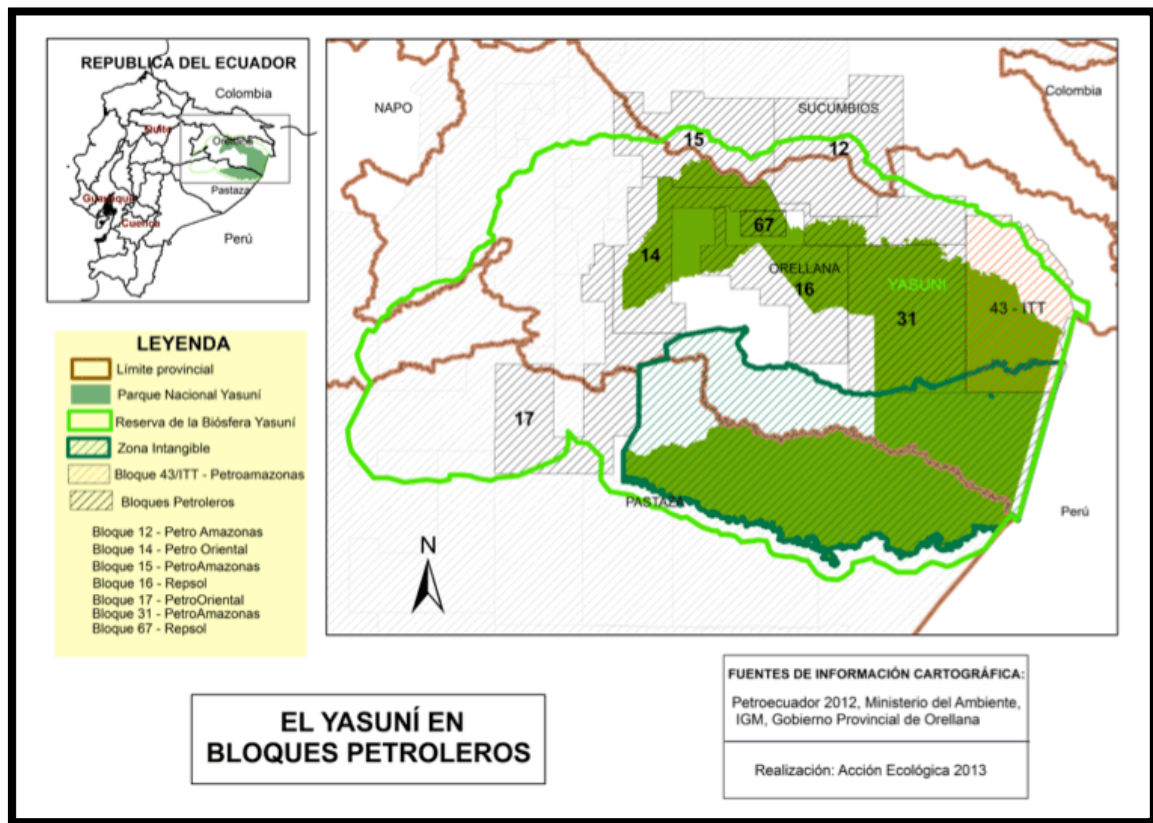 REPUBLICA DEL ECUADOR
Colombia
Quito
Orellana
Pastaza
Guayaquil
Cuenca
Perú
NAPO
SUCUMBIOS
Colombia
15
12
67
14
ORELLANA
16
YASUNI
31
43 - ITT
17
PASTAZA
Perú
N
LEYENDA
Límite provincial
Parque Nacional Yasuní
Reserva de la Biósfera Yasuní
Zona Intangible
Bloque 43/ITT - Petroamazonas
Bloques Petroleros
Bloque 12 - Petro Amazonas
Bloque 14 - Petro Oriental
Bloque 15 - PetroAmazonas
Bloque 16 - Repsol
Bloque 17 - PetroOriental
Bloque 31 - PetroAmazonas
Bloque 67 - Repsol
EL YASUNÍ EN
BLOQUES PETROLEROS
FUENTES DE INFORMACIÓN CARTOGRÁFICA:
Petroecuador 2012, Ministerio del Ambiente,
IGM, Gobierno Provincial de Orellana
Realización: Acción Ecológica 2013